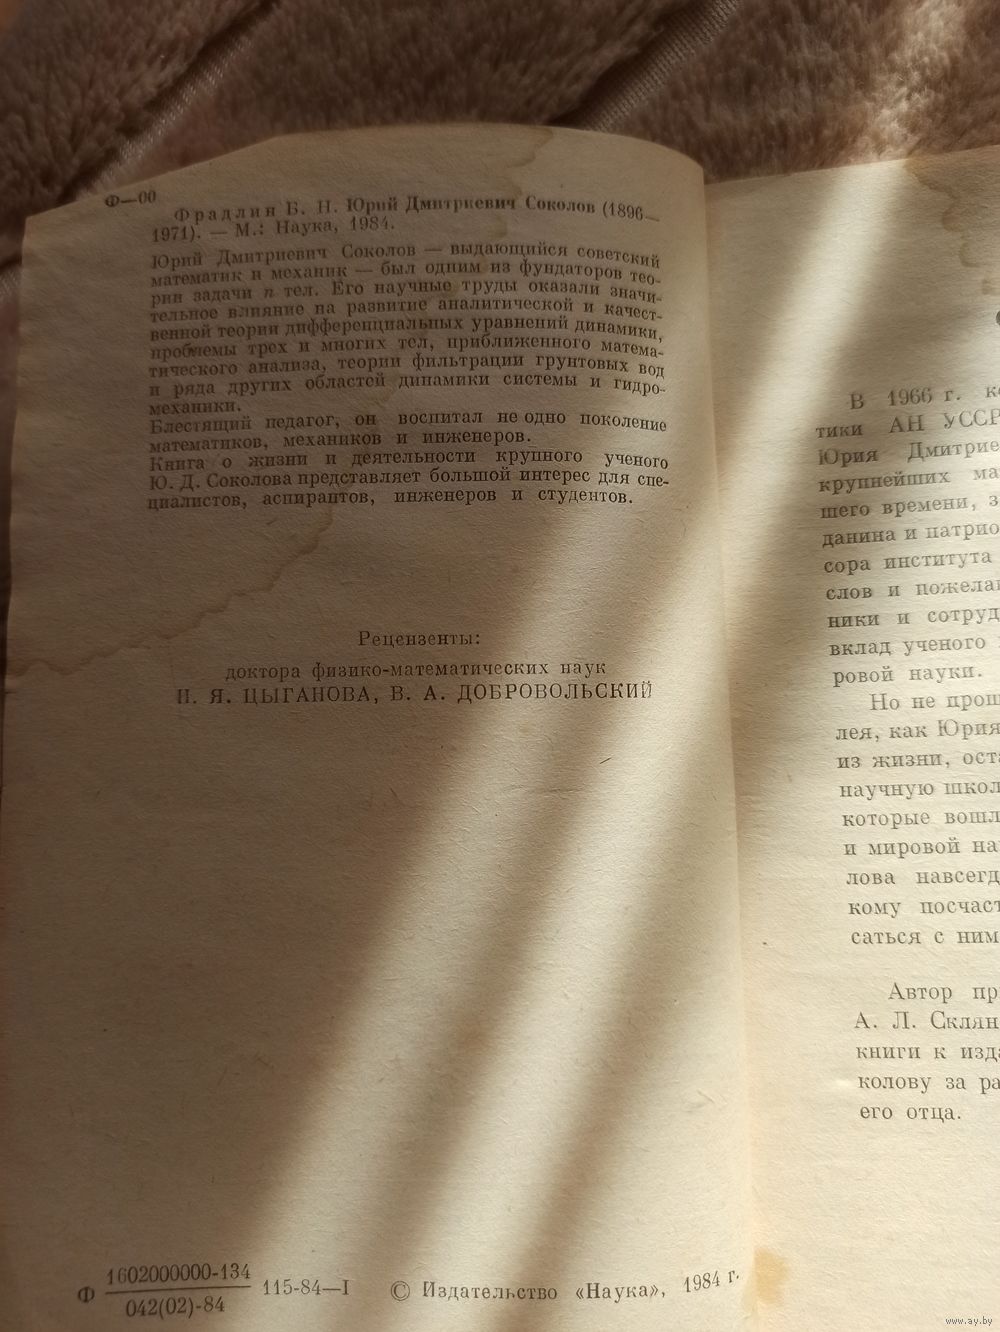 Ф—00
Фрадлин Б. Н. Юрий Дмитриевич Соколов (1896—
1971). — М.: Наука, 1984.
Юрий Дмитриевич Соколов — выдающийся советский
математик и механик — был одним из фундаторов тео-
рии задачи n тел. Его научные труды оказали значи-
тельное влияние на развитие аналитической и качест-
венной теории дифференциальных уравнений динамики,
проблемы трех и многих тел, приближенного матема-
тического анализа, теории фильтрации грунтовых вод
и ряда других областей динамики системы и гидро-
механики.
Блестящий педагог, он воспитал не одно поколение
математиков, механиков и инженеров.
Книга о жизни и деятельности крупного ученого
Ю. Д. Соколова представляет большой интерес для спе-
циалистов, аспирантов, инженеров и студентов.
Рецензенты:
доктора физико-математических наук
И. Я. ЦЫГАНОВА, В. А. ДОБРОВОЛЬСКИЙ
Ф 1602000000-134
042(02)-84
115-84—I
© Издательство «Наука», 1984 г.
В 1966 г. ко
тики АН УССР
Юрия Дмитрие
крупнейших ма
шего времени, з
данина и патрио
сора института
слов и пожела
ники и сотруд
вклад ученого
ровой науки.
Но не прош
лея, как Юрия
из жизни, оста
научную школ
которые вошл
и мировой на
лова навсегд
кому посчаст
саться с ним
Автор при
А. Л. Склян
книги к изда
колову за ра
его отца.
www.ay.by